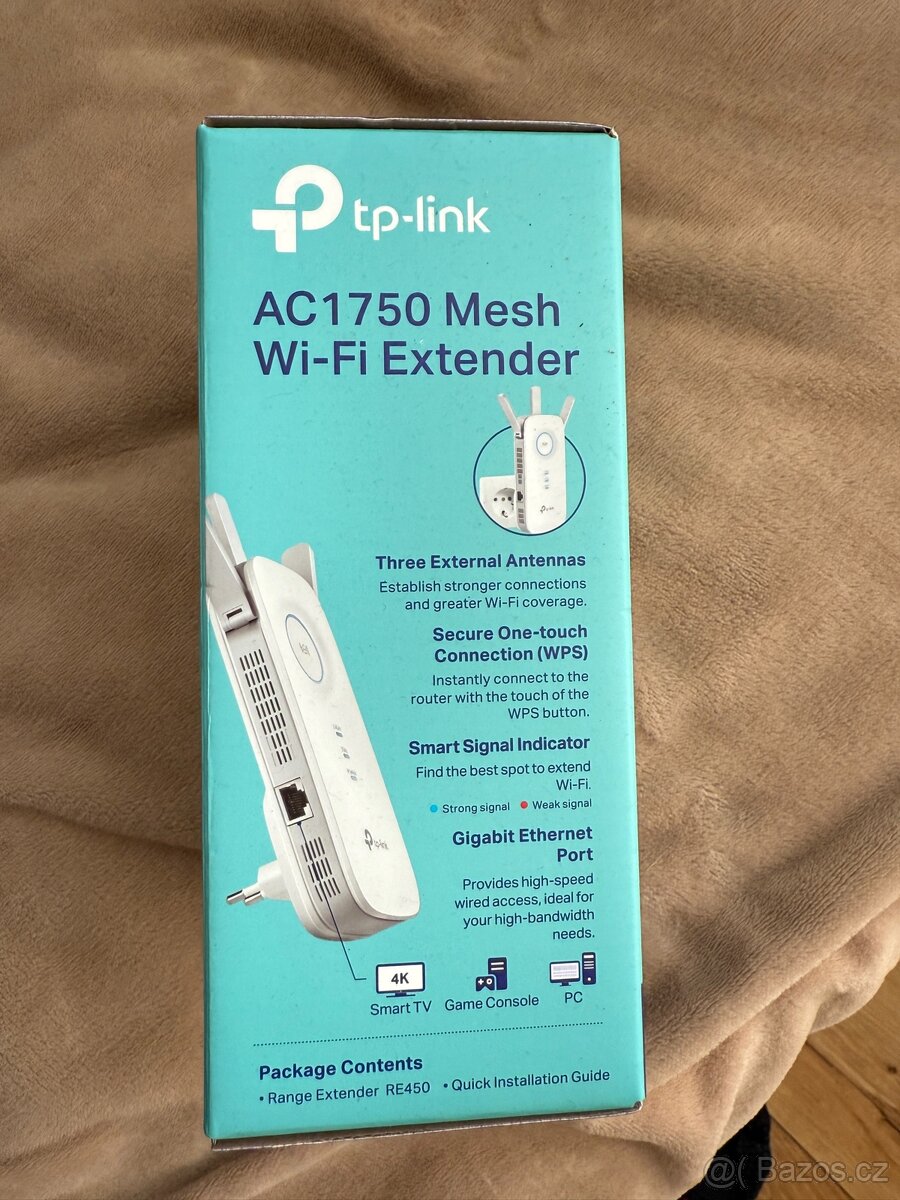 tp-link
AC1750 Mesh
Wi-Fi Extender
Three External Antennas
Establish stronger connections
and greater Wi-Fi coverage.
Secure One-touch
Connection (WPS)
Instantly connect to the
router with the touch of the
WPS button.
Smart Signal Indicator
Find the best spot to extend
Wi-Fi.
Strong signal Weak signal
Gigabit Ethernet
Port
Provides high-speed
wired access, ideal for
your high-bandwidth
needs.
tp-link
4K
Smart TV Game Console PC
Package Contents
• Range Extender RE450 • Quick Installation Guide
@( Bazos.cz